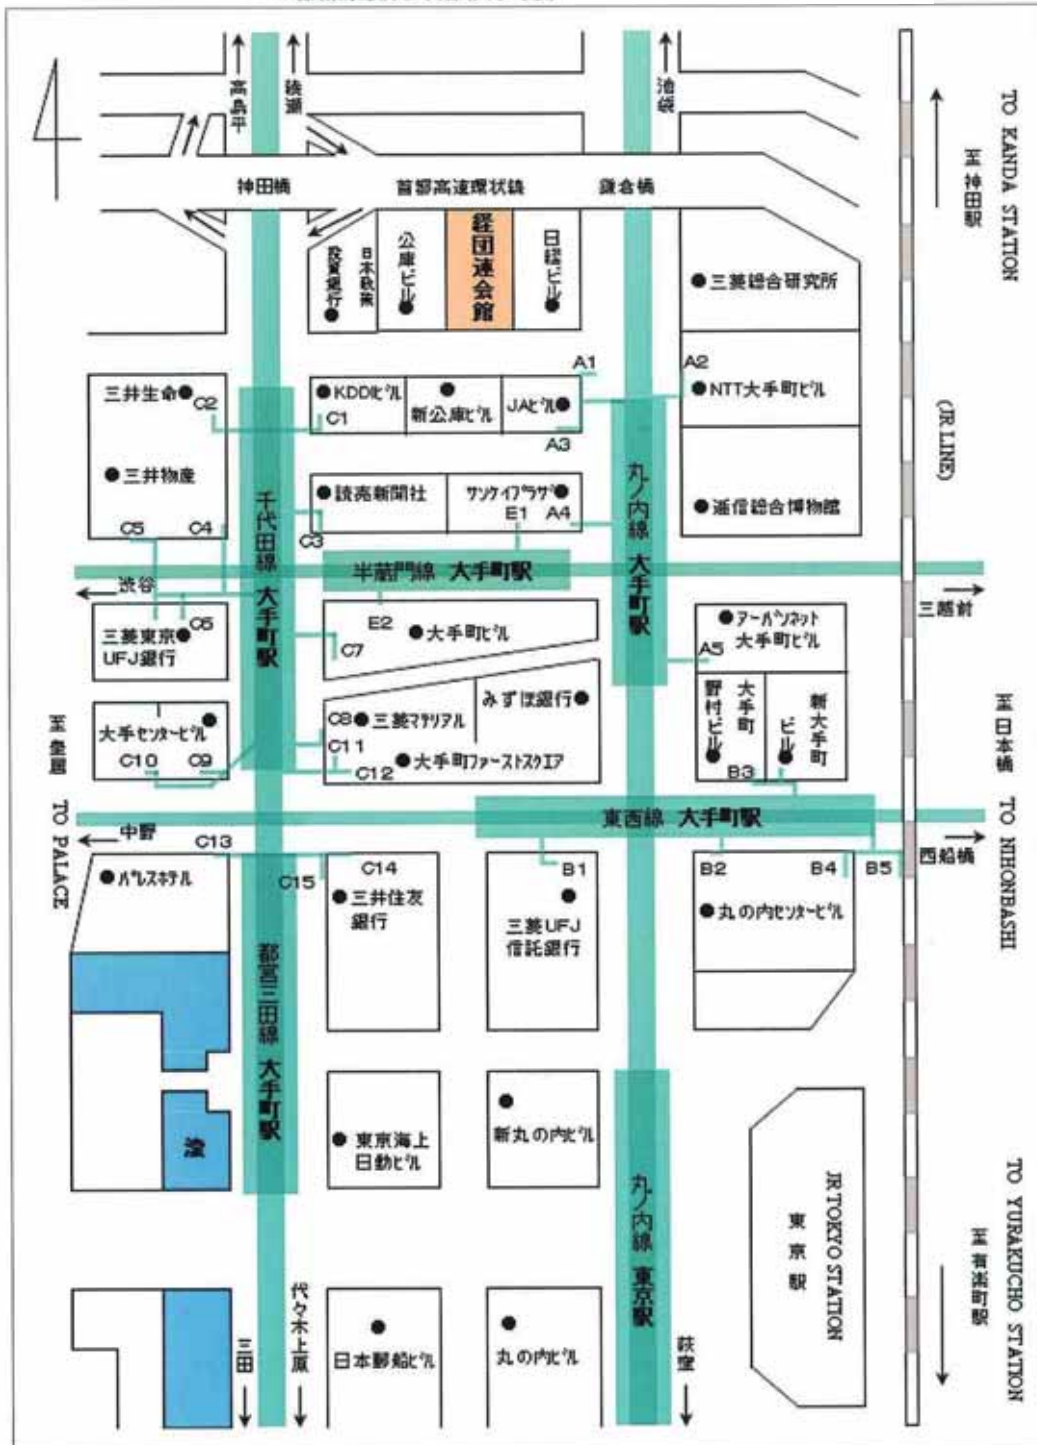 高島平
綾瀬
池袋
TO KANDA STATION
至神田駅
神田橋
首都高速環状線
鎌倉橋
日本政策
投資銀行
公庫ビル
経団連会館
日経ビル
三菱総合研究所
三井生命
C2
KDDIビル
C1
新公庫ビル
JAビル
A1
A2
A3
NTT大手町ビル
(JR LINE)
三井物産
読売新聞社
サンケイプラザ
E1
A4
逓信総合博物館
C5
C4
C3
千代田線 大手町駅
丸ノ内線 大手町駅
半蔵門線 大手町駅
渋谷
三越前
C6
三菱東京
UFJ銀行
E2
C7
大手町ビル
アーバンネット
大手町ビル
A5
大手町
野村ビル
新大手町
ビル
みずほ銀行
C8
三菱マテリアル
C11
C12
大手町ファーストスクエア
大手センタービル
C10
C9
B3
至皇居
TO PALACE
至日本橋
TO NIHONBASHI
東西線 大手町駅
中野
西船橋
C13
C15
C14
B1
B2
B4
B5
パレスホテル
三井住友
銀行
三菱UFJ
信託銀行
丸の内センタービル
都営三田線 大手町駅
濠
東京海上
日動ビル
新丸の内ビル
丸ノ内線 東京駅
JR TOKYO STATION
東京駅
TO YURAKUCHO STATION
至有楽町駅
三田
代々木上原
日本郵船ビル
丸の内ビル
荻窪